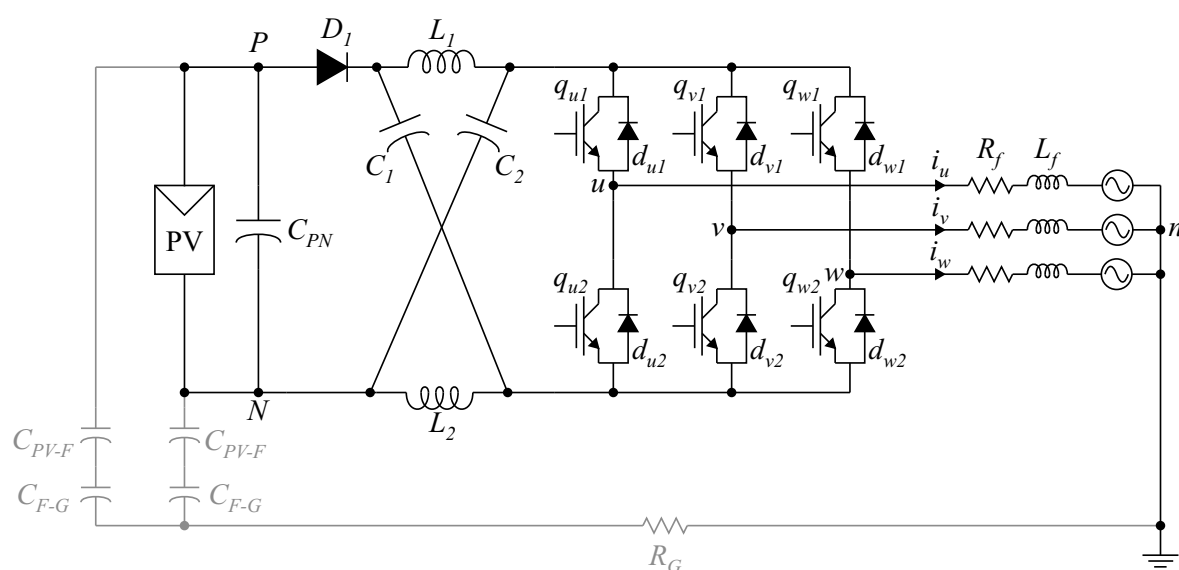 P
D1
L1
qu1
qv1
qw1
C1
C2
du1
dv1
dw1
iu
Rf
Lf
u
PV
CPN
v
iv
n
qu2
qv2
w
qw2
iw
du2
dv2
dw2
N
L2
CPV-F
CPV-F
CF-G
CF-G
RG